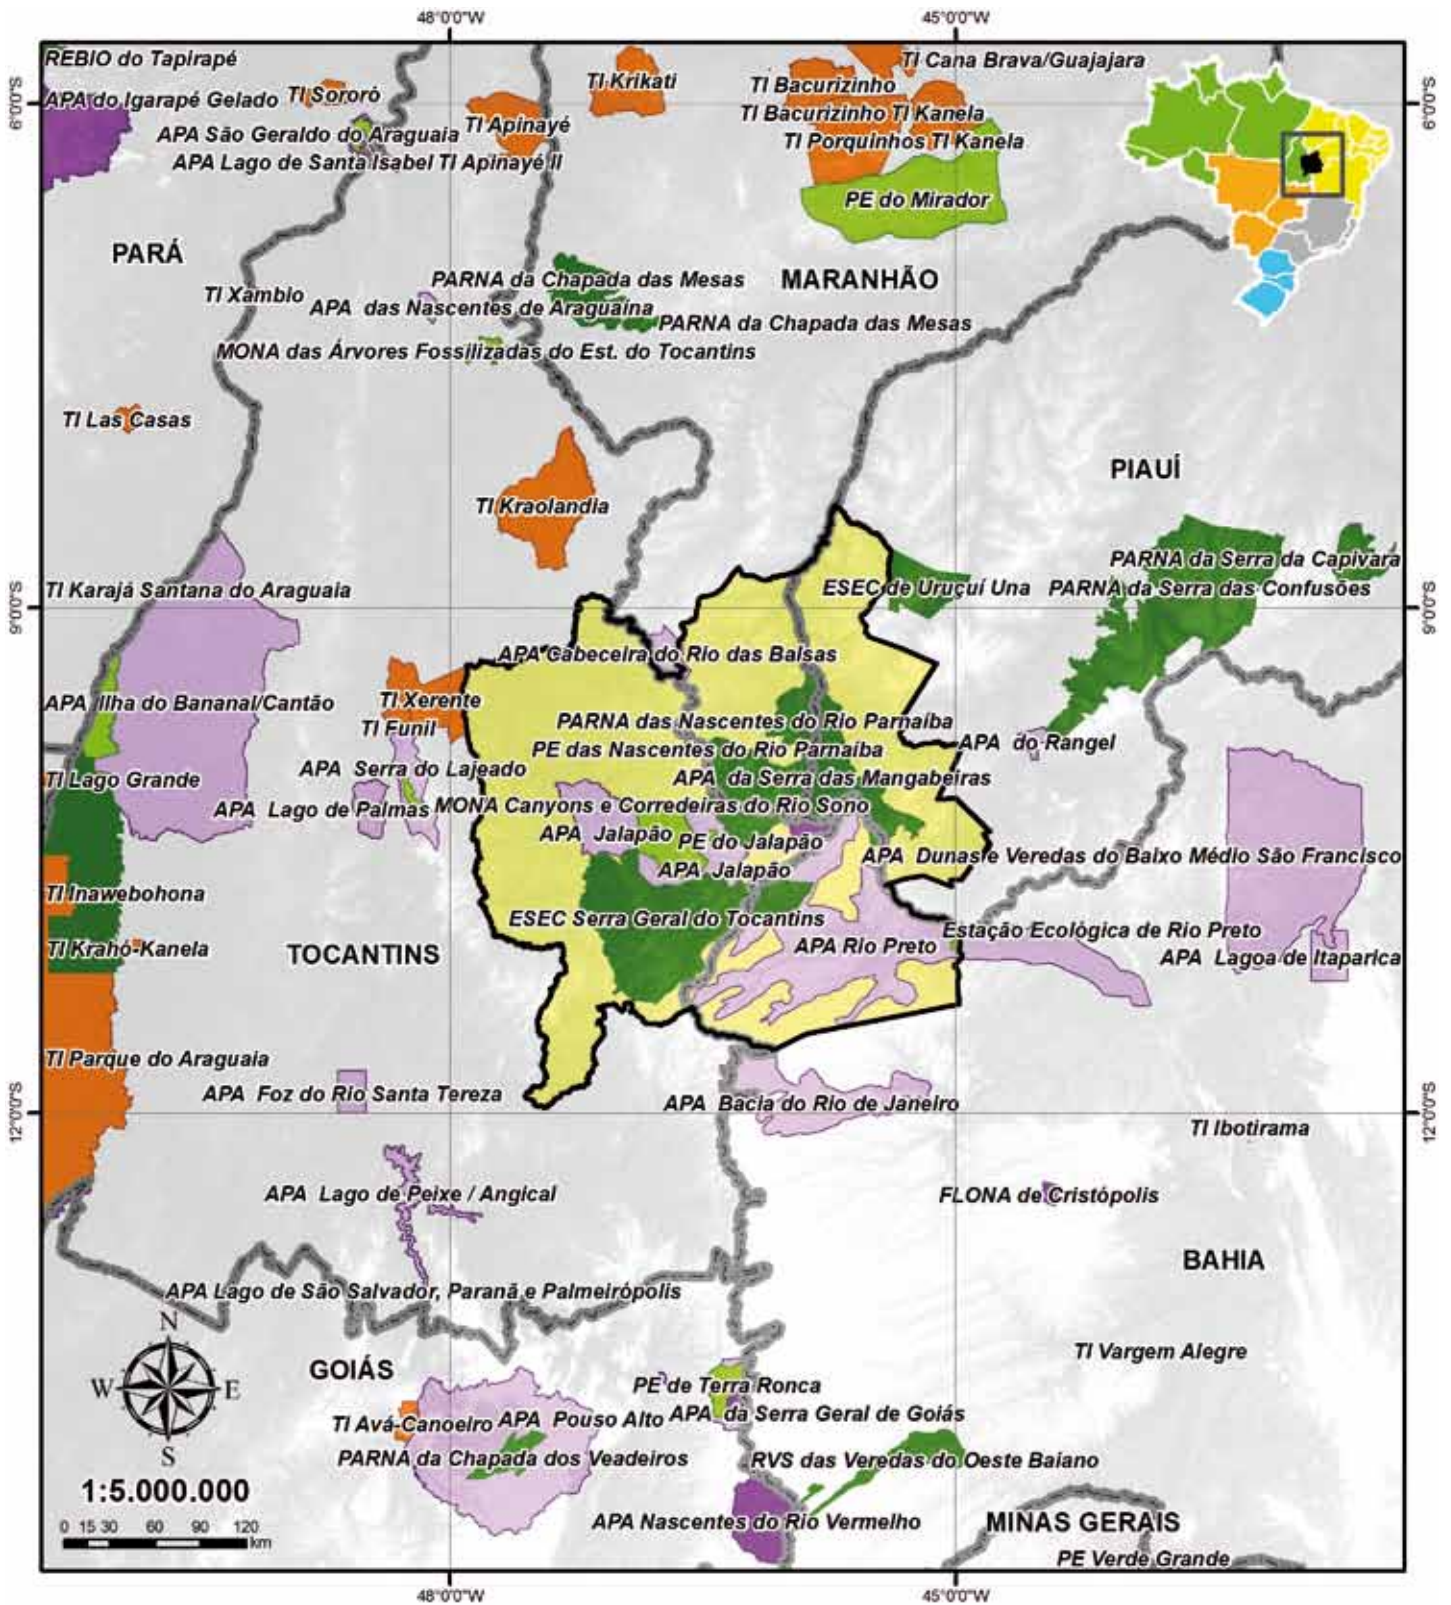 48°0'0"W
45°0'0"W
REBIO do Tapirapé
TI Cana Brava/Guajajara
TI Krikati
TI Bacurizinho
6°0'0"S
APA do Igarapé Gelado
TI Sororó
6°0'0"S
TI Bacurizinho TI Kanela
TI Apinayé
APA São Geraldo do Araguaia
TI Porquinhos TI Kanela
APA Lago de Santa Isabel TI Apinayé II
PE do Mirador
PARÁ
MARANHÃO
PARNA da Chapada das Mesas
TI Xambio
APA das Nascentes de Araguaína
PARNA da Chapada das Mesas
MONA das Árvores Fossilizadas do Est. do Tocantins
TI Las Casas
PIAUÍ
TI Kraolandia
PARNA da Serra da Capivara
TI Karajá Santana do Araguaia
ESEC de Uruçuí Una
PARNA da Serra das Confusões
9°0'0"S
9°0'0"S
APA Cabeceira do Rio das Balsas
APA Ilha do Bananal/Cantão
TI Xerente
TI Funil
PARNA das Nascentes do Rio Parnaíba
APA do Rangel
PE das Nascentes do Rio Parnaíba
APA Serra do Lajeado
TI Lago Grande
APA da Serra das Mangabeiras
APA Lago de Palmas
MONA Canyons e Corredeiras do Rio Sono
APA Jalapão
PE do Jalapão
APA Dunas e Veredas do Baixo Médio São Francisco
APA Jalapão
TI Inawebohona
ESEC Serra Geral do Tocantins
Estação Ecológica de Rio Preto
TI Krahó-Kanela
TOCANTINS
APA Rio Preto
APA Lagoa de Itaparica
TI Parque do Araguaia
APA Foz do Rio Santa Tereza
APA Bacia do Rio de Janeiro
12°0'0"S
12°0'0"S
TI Ibotirama
APA Lago de Peixe / Angical
FLONA de Cristópolis
BAHIA
APA Lago de São Salvador, Paranã e Palmeirópolis
N
W
E
S
TI Vargem Alegre
GOIÁS
PE de Terra Ronca
TI Avá-Canoeiro
APA Pouso Alto
APA da Serra Geral de Goiás
PARNA da Chapada dos Veadeiros
RVS das Veredas do Oeste Baiano
1:5.000.000
APA Nascentes do Rio Vermelho
MINAS GERAIS
0 15 30 60 90 120
km
PE Verde Grande
48°0'0"W
45°0'0"W